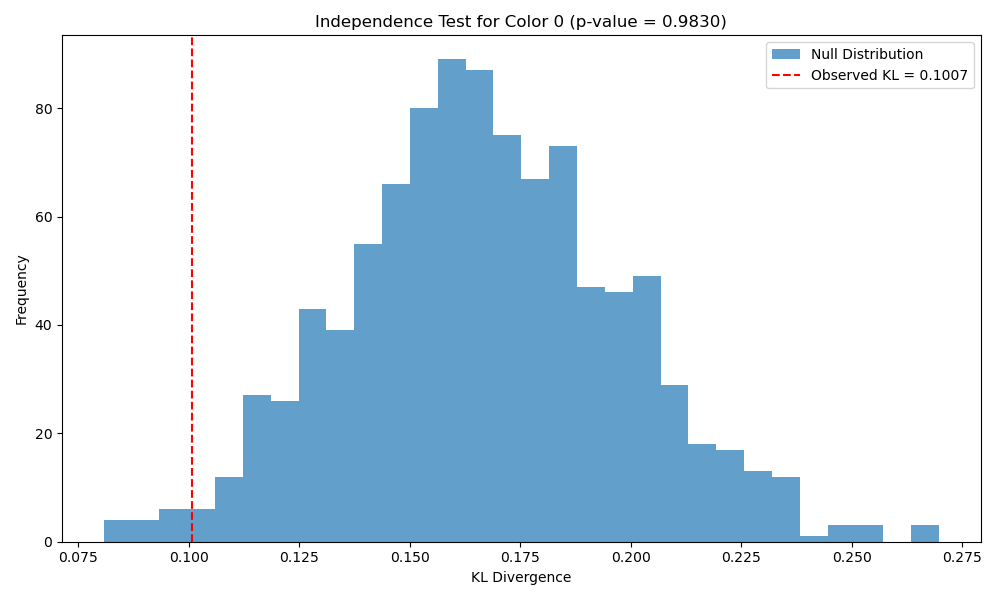 Independence Test for Color 0 (p-value = 0.9830)
Null Distribution
Observed KL = 0.1007
Frequency
80
60
40
20
0
0.075 0.100 0.125 0.150 0.175 0.200 0.225 0.250 0.275
KL Divergence